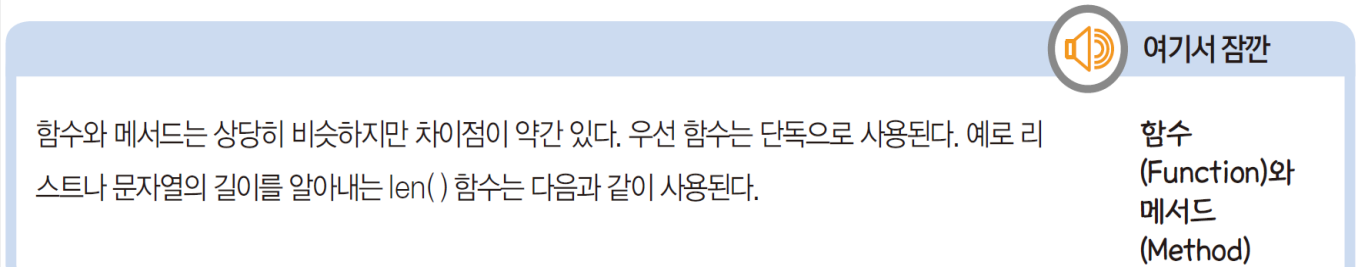 여기서 잠깐
함수와 메서드는 상당히 비슷하지만 차이점이 약간 있다. 우선 함수는 단독으로 사용된다. 예로 리
스트나 문자열의 길이를 알아내는 len( ) 함수는 다음과 같이 사용된다.
함수
(Function)와
메서드
(Method)